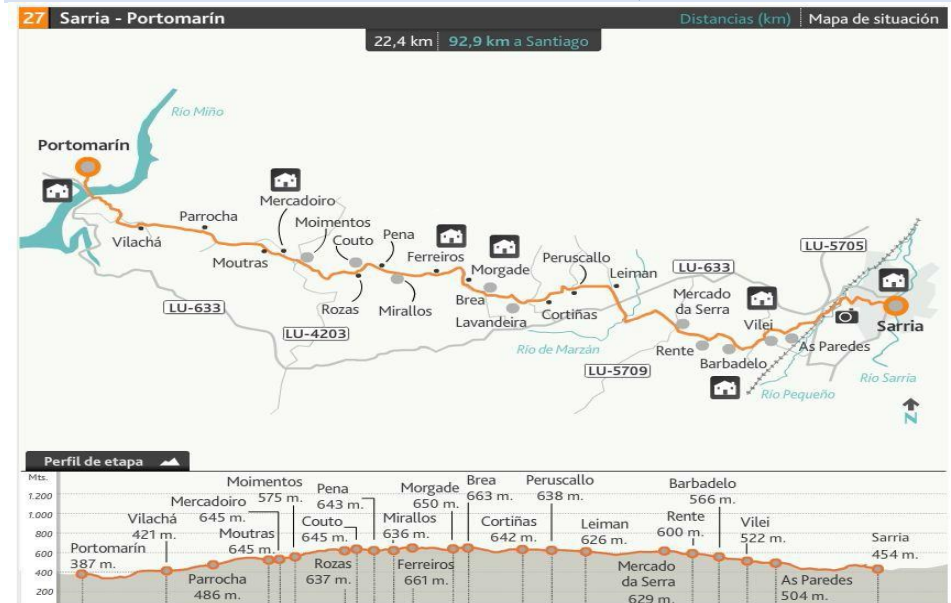 27 Sarria - Portomarín
Distancias (km) Mapa de situación
22,4 km 92,9 km a Santiago
Río Miño
Portomarín
Mercadoiro
Parrocha
Moimentos
Vilachá
Couto
Pena
Moutras
Ferreiros
Morgade
Peruscallo
Leiman
LU-5705
LU-633
Mercado
da Serra
Brea
Rozas
Mirallos
Lavandeira
Cortiñas
LU-633
LU-4203
Vilei
Sarria
Río de Marzán
Rente
Barbadelo
As Paredes
LU-5709
Río Pequeño
Río Sarria
N
Perfil de etapa
Mts.
1.200
1.000
800
600
400
200
Portomarín
387 m.
Vilachá
421 m.
Parrocha
486 m.
Moutras
645 m.
Mercadoiro
645 m.
Moimentos
575 m.
Rozas
637 m.
Couto
645 m.
Pena
643 m.
Mirallos
636 m.
Ferreiros
661 m.
Morgade
650 m.
Brea
663 m.
Cortiñas
642 m.
Peruscallo
638 m.
Leiman
626 m.
Mercado
da Serra
629 m.
Rente
600 m.
Barbadelo
566 m.
Vilei
522 m.
As Paredes
504 m.
Sarria
454 m.